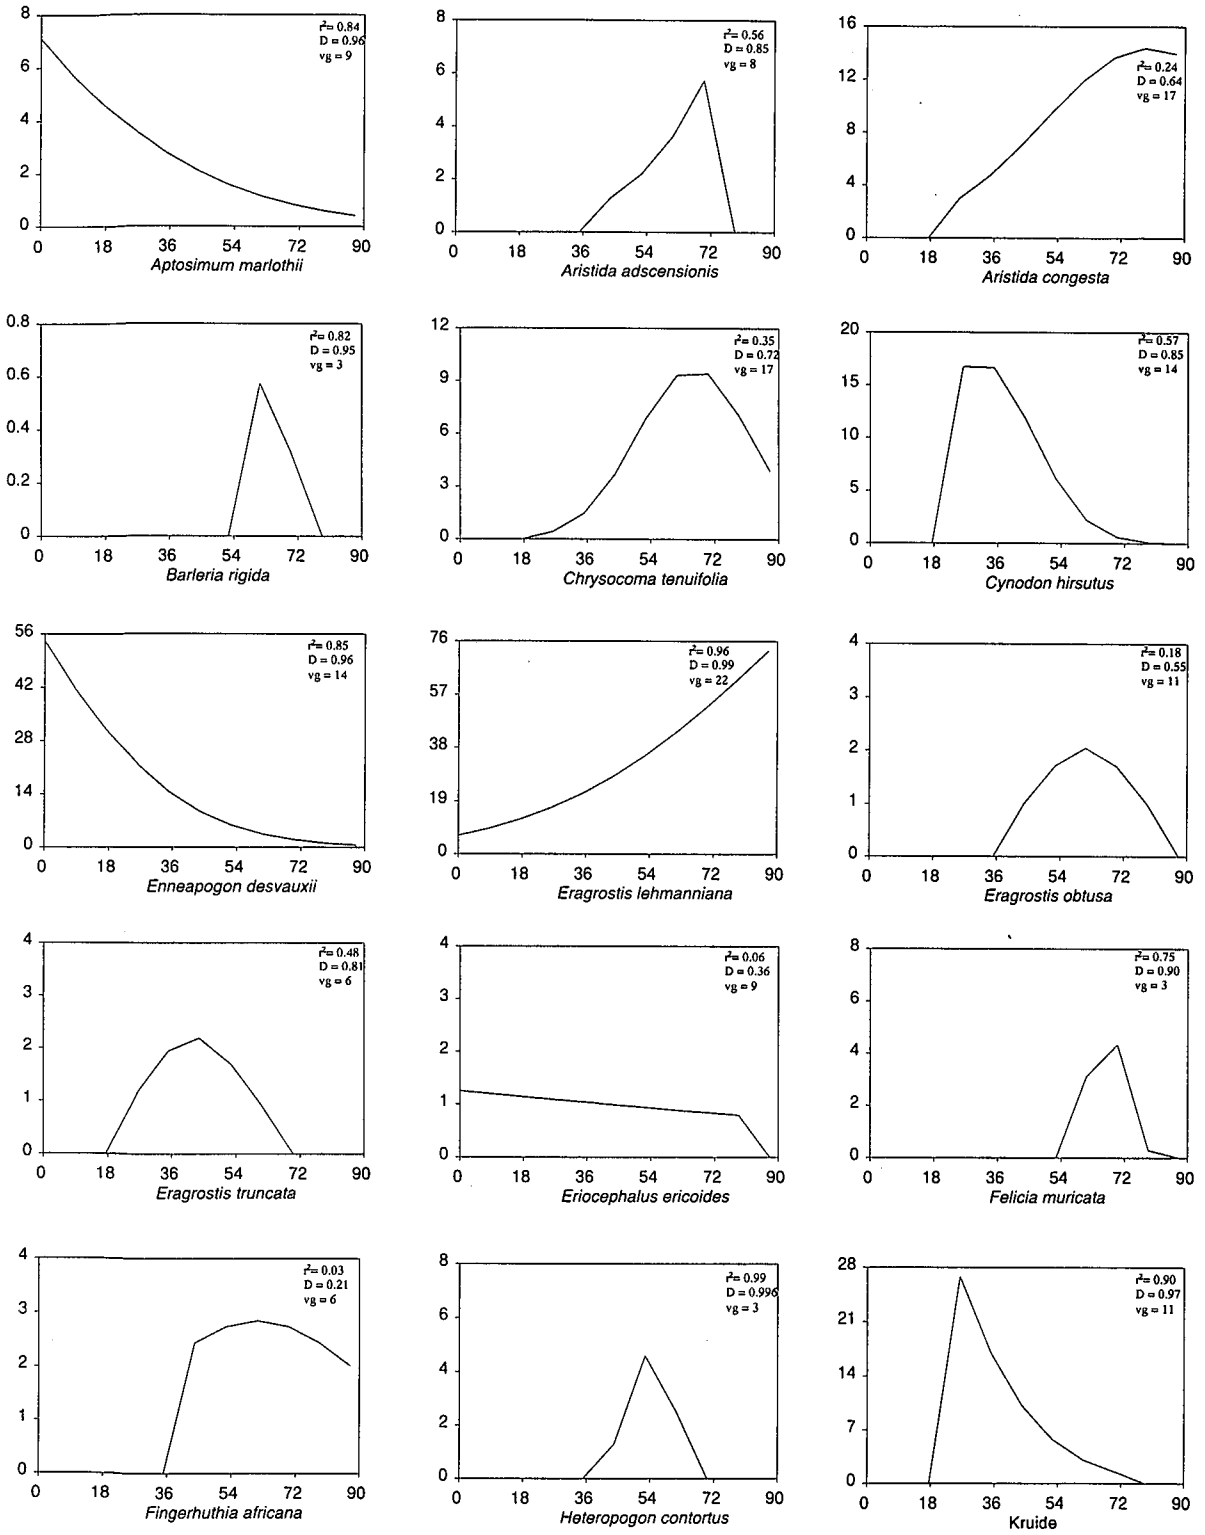 8
6
4
2
0
r²= 0.84
D = 0.96
vg = 9
0 18 36 54 72 90
Aptosimum marlothii
8
6
4
2
0
r²= 0.56
D = 0.85
vg = 8
0 18 36 54 72 90
Aristida adscensionis
16
12
8
4
0
r²= 0.24
D = 0.64
vg = 17
0 18 36 54 72 90
Aristida congesta
0.8
0.6
0.4
0.2
0
r²= 0.82
D = 0.95
vg = 3
0 18 36 54 72 90
Barleria rigida
12
9
6
3
0
r²= 0.35
D = 0.72
vg = 17
0 18 36 54 72 90
Chrysocoma tenuifolia
20
15
10
5
0
r²= 0.57
D = 0.85
vg = 14
0 18 36 54 72 90
Cynodon hirsutus
56
42
28
14
0
r²= 0.85
D = 0.96
vg = 14
0 18 36 54 72 90
Enneapogon desvauxii
76
57
38
19
0
r²= 0.96
D = 0.99
vg = 22
0 18 36 54 72 90
Eragrostis lehmanniana
4
3
2
1
0
r²= 0.18
D = 0.55
vg = 11
0 18 36 54 72 90
Eragrostis obtusa
4
3
2
1
0
r²= 0.48
D = 0.81
vg = 6
0 18 36 54 72 90
Eragrostis truncata
4
3
2
1
0
r²= 0.06
D = 0.36
vg = 9
0 18 36 54 72 90
Eriocephalus ericoides
8
6
4
2
0
r²= 0.75
D = 0.90
vg = 3
0 18 36 54 72 90
Felicia muricata
4
3
2
1
0
r²= 0.03
D = 0.21
vg = 6
0 18 36 54 72 90
Fingerhuthia africana
8
6
4
2
0
r²= 0.99
D = 0.996
vg = 3
0 18 36 54 72 90
Heteropogon contortus
28
21
14
7
0
r²= 0.90
D = 0.97
vg = 11
0 18 36 54 72 90
Kruide